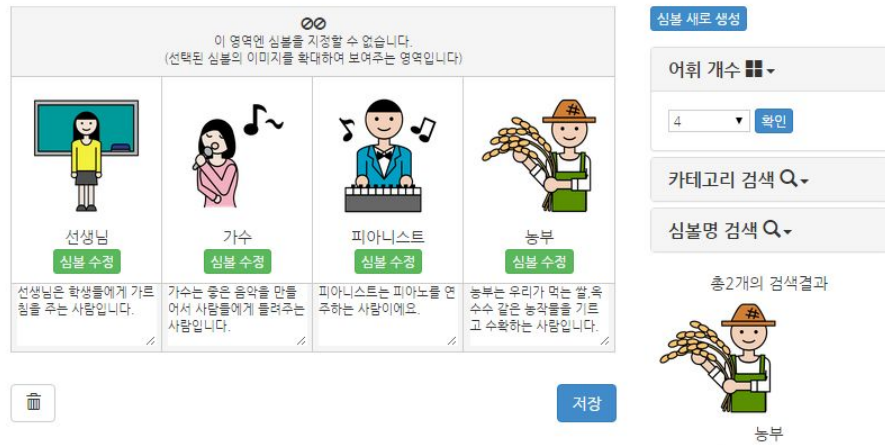 이 영역엔 심볼을 지정할 수 없습니다.
(선택된 심볼의 이미지를 확대하여 보여주는 영역입니다)
선생님
가수
피아니스트
농부
심볼 수정
심볼 수정
심볼 수정
심볼 수정
선생님은 학생들에게 가르
침을 주는 사람입니다.
가수는 좋은 음악을 만들
어서 사람들에게 들려주는
사람입니다.
피아니스트는 피아노를 연
주하는 사람이에요.
농부는 우리가 먹는 쌀,옥
수수 같은 농작물을 기르
고 수확하는 사람입니다.
저장
심볼 새로 생성
어휘 개수
4
확인
카테고리 검색
심볼명 검색
총2개의 검색결과
농부